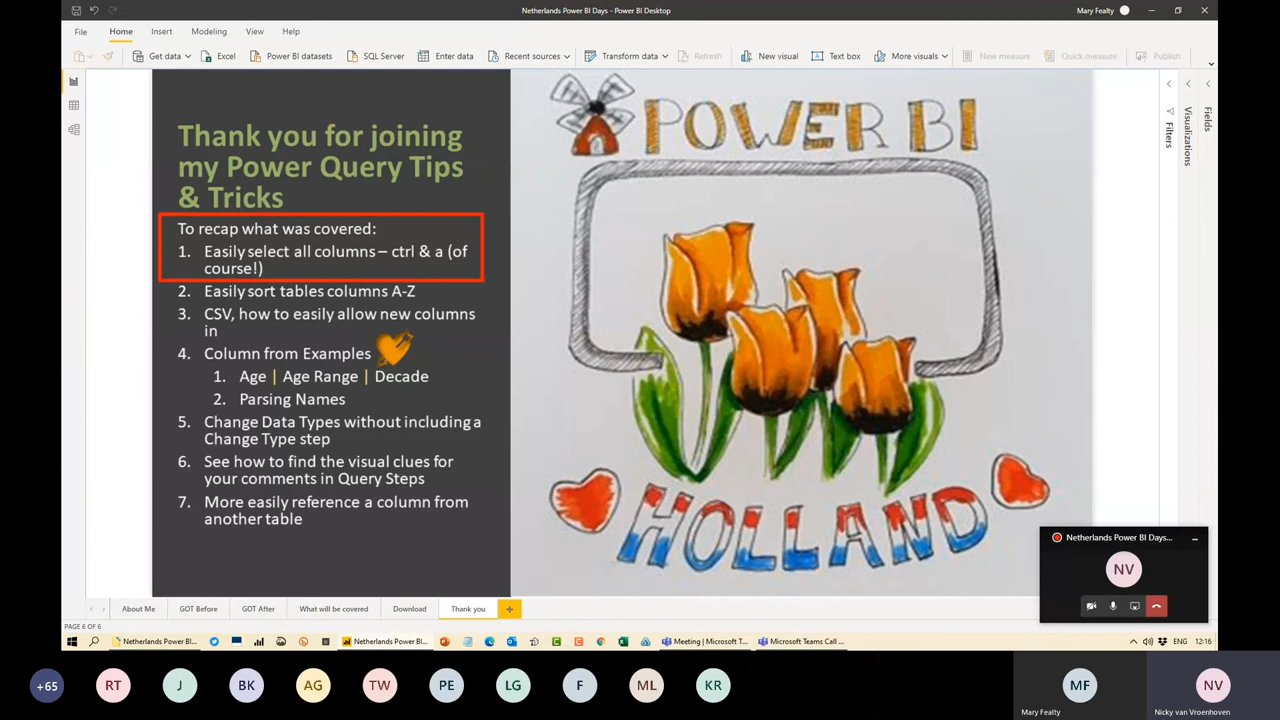 Netherlands Power BI Days - Power BI Desktop
Mary Fealty
File Home Insert Modeling View Help
Get data Excel Power BI datasets SQL Server Enter data Recent sources Transform data Refresh New visual Text box More visuals New measure Quick measure Publish
Thank you for joining
my Power Query Tips
& Tricks
To recap what was covered:
1. Easily select all columns – ctrl & a (of
course!)
2. Easily sort tables columns A-Z
3. CSV, how to easily allow new columns
in
4. Column from Examples
1. Age | Age Range | Decade
2. Parsing Names
5. Change Data Types without including a
Change Type step
6. See how to find the visual clues for
your comments in Query Steps
7. More easily reference a column from
another table
POWER BI
HOLLAND
Filters
Visualizations
Fields
Netherlands Power BI Days...
NV
About Me GOT Before GOT After What will be covered Download Thank you
PAGE 6 OF 6
Netherlands Power BI... Netherlands Power BI... Meeting | Microsoft T... Microsoft Teams Call ... ENG 12:16
+65 RT J BK AG TW PE LG F ML KR MF NV
Mary Fealty Nicky van Vroenhoven